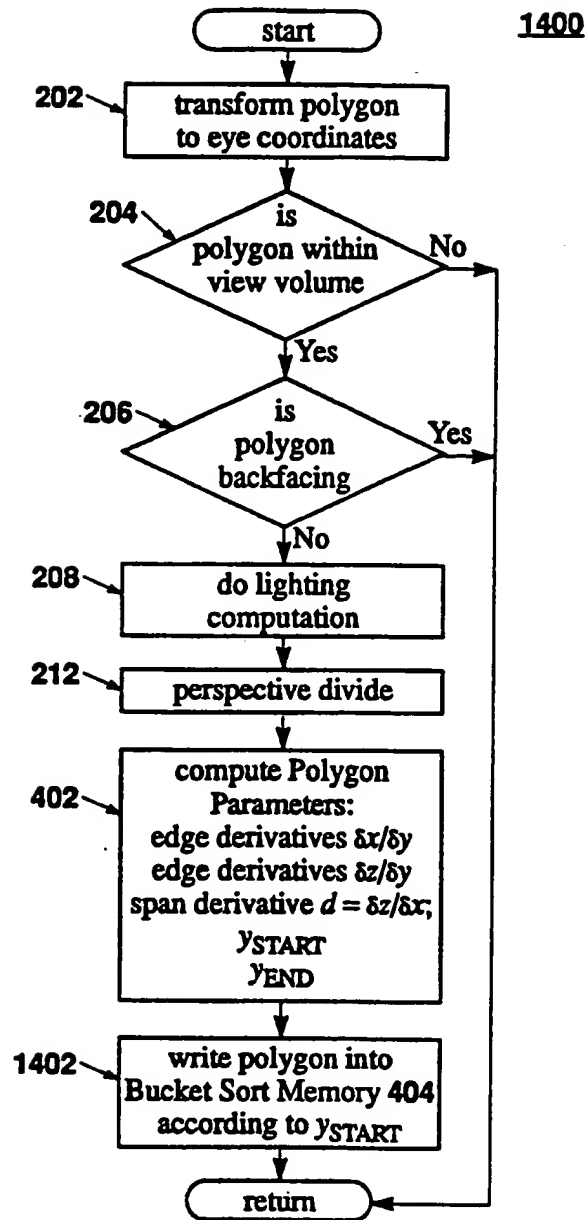 start
1400
202
transform polygon
to eye coordinates
204
is
polygon within
view volume
No
Yes
206
is
polygon
backfacing
Yes
No
208
do lighting
computation
212
perspective divide
402
compute Polygon
Parameters:
edge derivatives δx/δy
edge derivatives δz/δy
span derivative d = δz/δx;
ySTART
yEND
1402
write polygon into
Bucket Sort Memory 404
according to ySTART
return